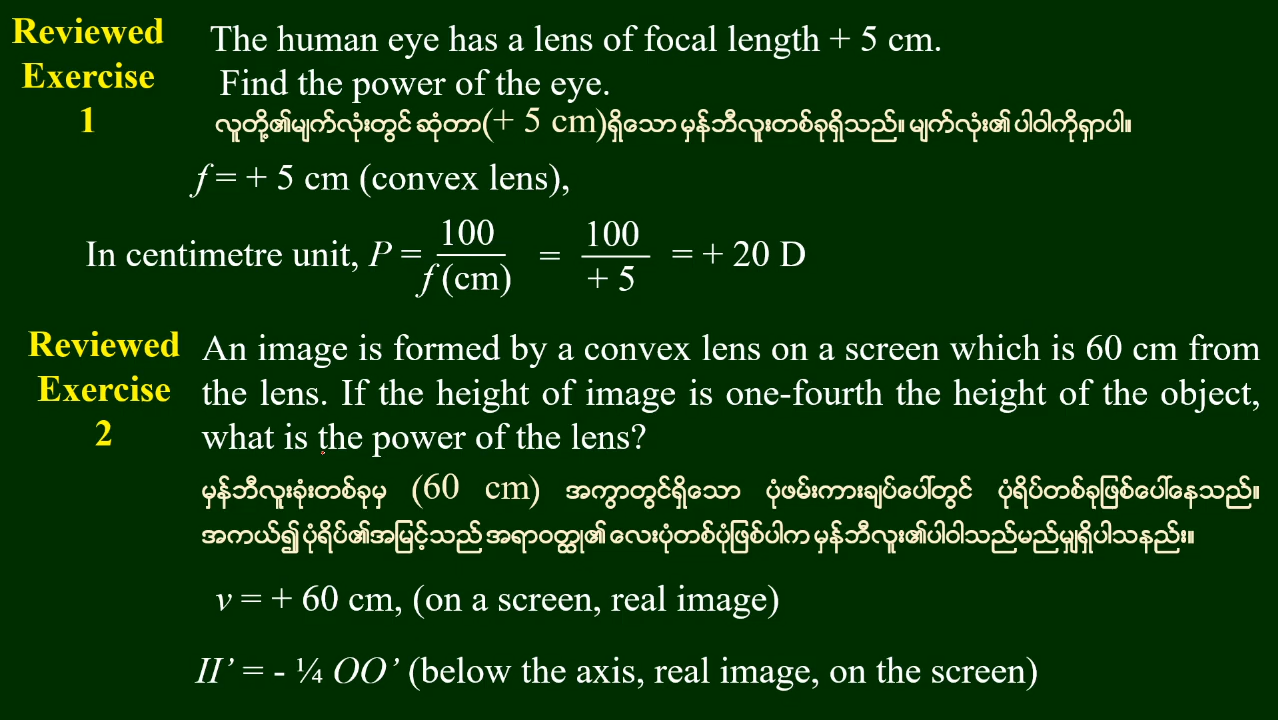 Reviewed
Exercise
1
The human eye has a lens of focal length + 5 cm.
Find the power of the eye.
လူတို့၏မျက်လုံးတွင် ဆုံတာ(+ 5 cm)ရှိသော မှန်ဘီလူးတစ်ခုရှိသည်။ မျက်လုံး၏ ပါဝါကိုရှာပါ။
f = + 5 cm (convex lens),
In centimetre unit, P = 100 / f (cm) = 100 / + 5 = + 20 D
Reviewed
Exercise
2
An image is formed by a convex lens on a screen which is 60 cm from
the lens. If the height of image is one-fourth the height of the object,
what is the power of the lens?
မှန်ဘီလူးခုံးတစ်ခုမှ (60 cm) အကွာတွင်ရှိသော ပုံဖမ်းကားချပ်ပေါ်တွင် ပုံရိပ်တစ်ခုဖြစ်ပေါ်နေသည်။
အကယ်၍ ပုံရိပ်၏အမြင့်သည် အရာဝတ္ထု၏ လေးပုံတစ်ပုံဖြစ်ပါက မှန်ဘီလူး၏ပါဝါသည်မည်မျှရှိပါသနည်း။
v = + 60 cm, (on a screen, real image)
II’ = - ¼ OO’ (below the axis, real image, on the screen)